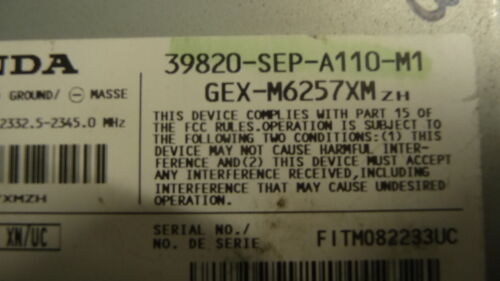 NDA 39820-SEP-A110-M1
GEX-M6257XM ZH
GROUND/ ⊖ MASSE
2332.5-2345.0 MHz
THIS DEVICE COMPLIES WITH PART 15 OF
THE FCC RULES.OPERATION IS SUBJECT TO
THE FOLLOWING TWO CONDITIONS:(1) THIS
DEVICE MAY NOT CAUSE HARMFUL INTER-
FERENCE AND(2) THIS DEVICE MUST ACCEPT
ANY INTERFERENCE RECEIVED,INCLUDING
INTERFERENCE THAT MAY CAUSE UNDESIRED
OPERATION.
XMZH
XN/UC
SERIAL NO./
NO. DE SERIE FITM082233UC